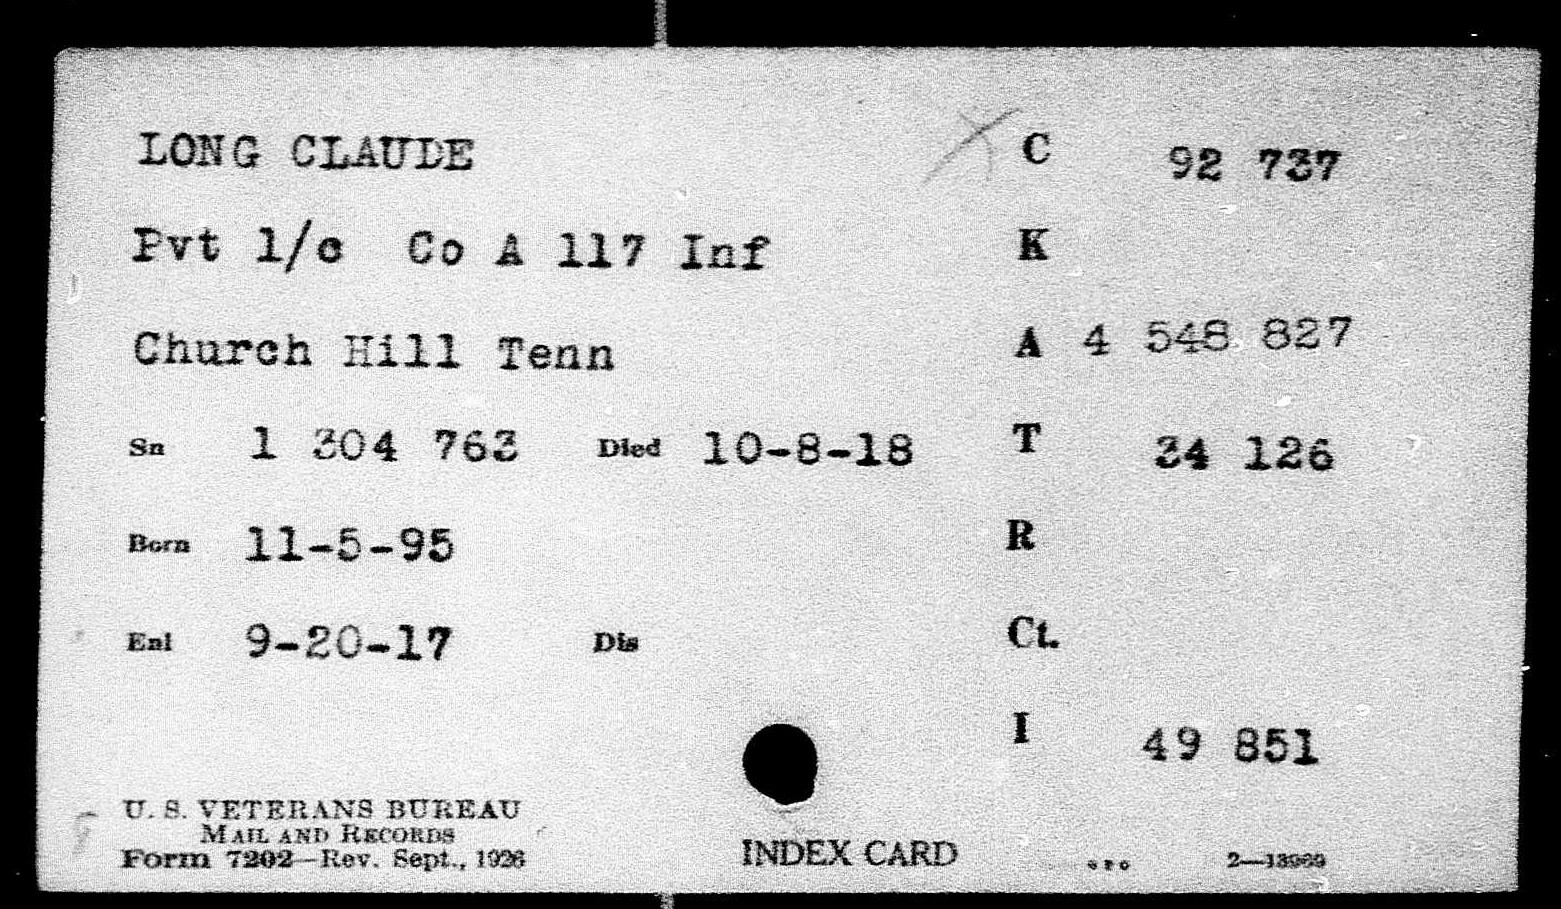 LONG CLAUDE C 92 737
Pvt 1/c Co A 117 Inf K
Church Hill Tenn A 4 548 827
Sn 1 304 763 Died 10-8-18 T 34 126
Born 11-5-95 R
Enl 9-20-17 Dis Ct.
I 49 851
U. S. VETERANS BUREAU
MAIL AND RECORDS
Form 7202—Rev. Sept., 1926
INDEX CARD 2—13969